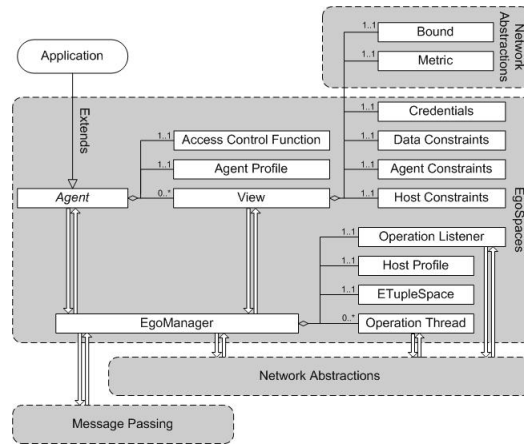 Network
Abstractions
1..1
Bound
1..1
Metric
Application
Extends
1..1
Credentials
1..1
Access Control Function
1..1
Data Constraints
1..1
Agent Profile
1..1
Agent Constraints
Agent
0..*
View
1..1
Host Constraints
EgoSpaces
1..1
Operation Listener
1..1
Host Profile
1..1
ETupleSpace
EgoManager
0..*
Operation Thread
Network Abstractions
Message Passing